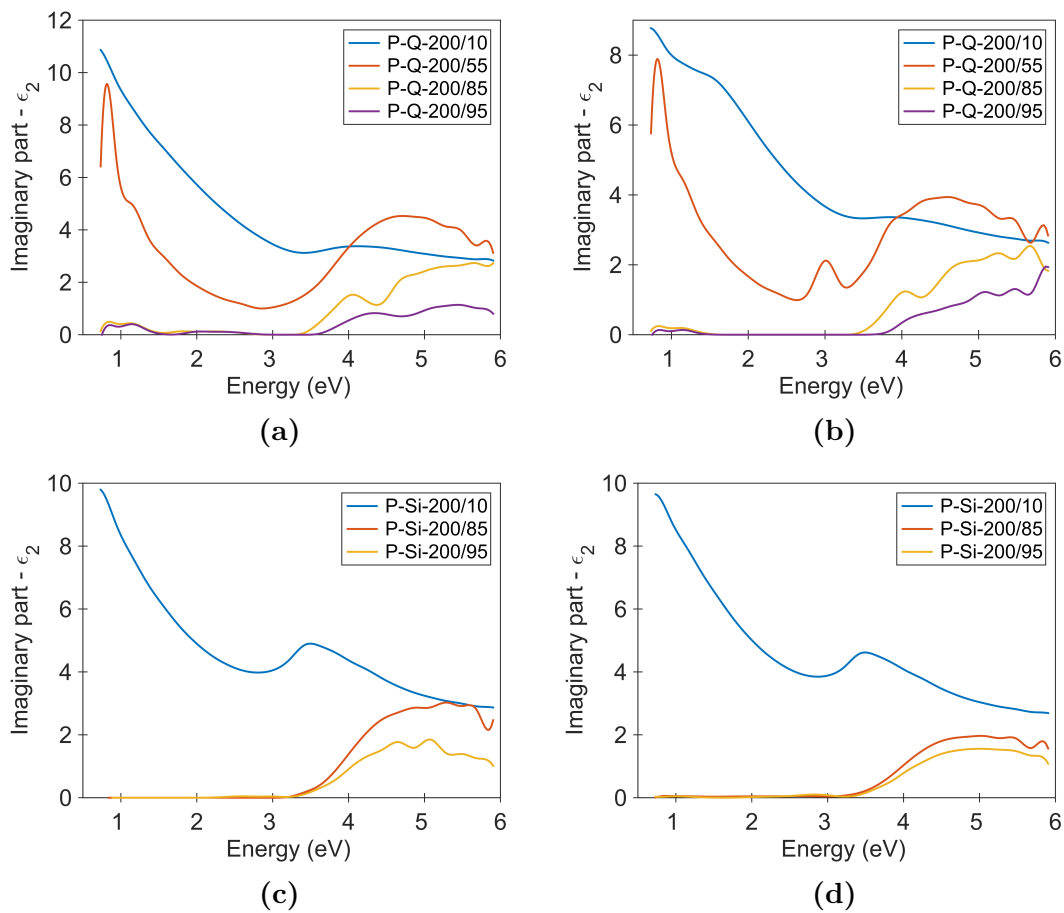 12
10
8
6
4
2
0
Imaginary part - ϵ2
P-Q-200/10
P-Q-200/55
P-Q-200/85
P-Q-200/95
1 2 3 4 5 6
Energy (eV)
(a)
8
6
4
2
0
Imaginary part - ϵ2
P-Q-200/10
P-Q-200/55
P-Q-200/85
P-Q-200/95
1 2 3 4 5 6
Energy (eV)
(b)
10
8
6
4
2
0
Imaginary part - ϵ2
P-Si-200/10
P-Si-200/85
P-Si-200/95
1 2 3 4 5 6
Energy (eV)
(c)
10
8
6
4
2
0
Imaginary part - ϵ2
P-Si-200/10
P-Si-200/85
P-Si-200/95
1 2 3 4 5 6
Energy (eV)
(d)